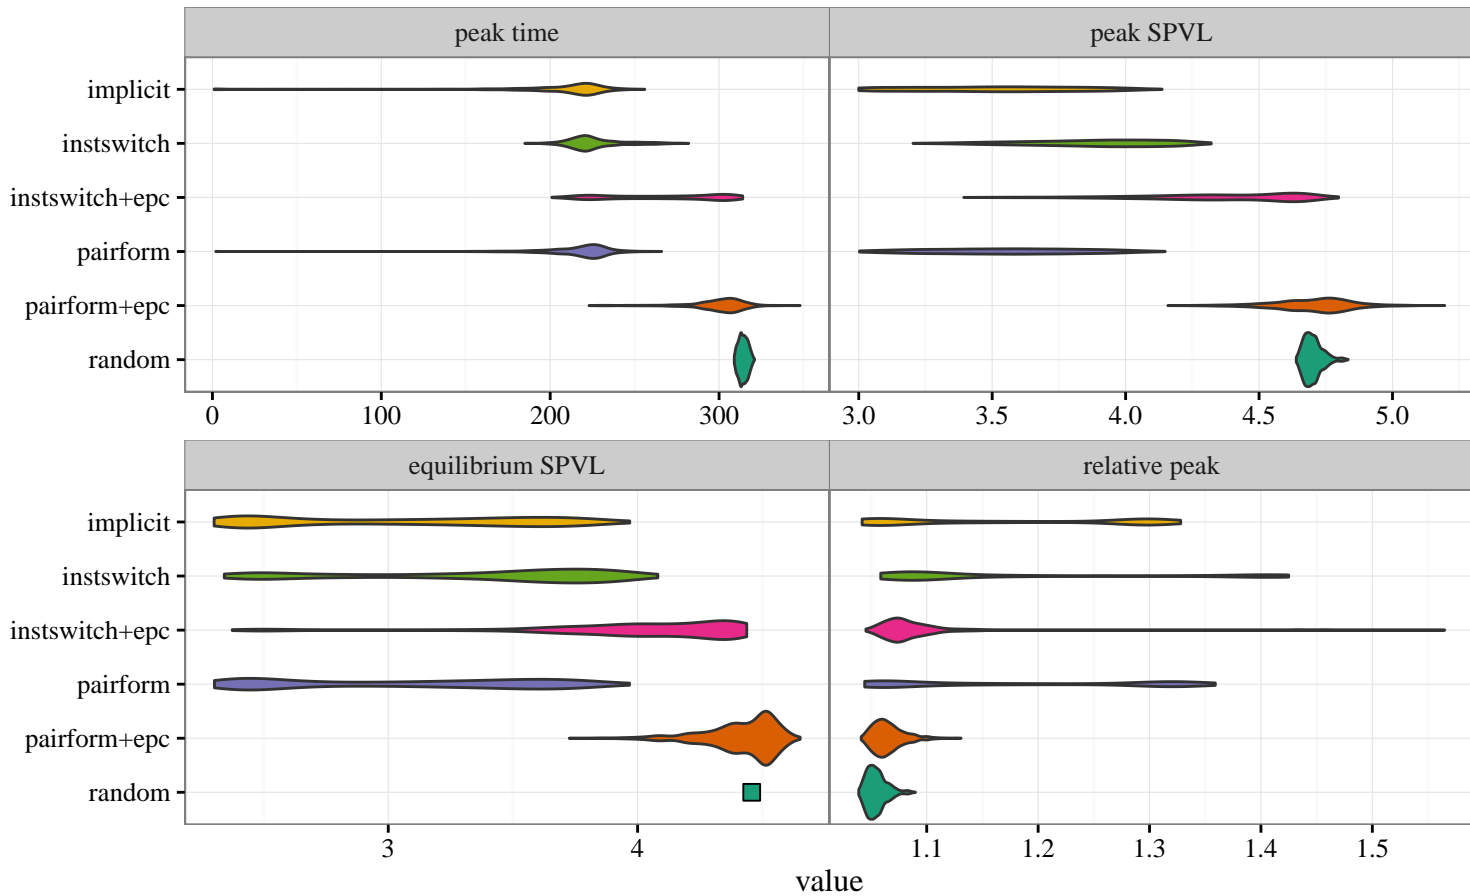 peak time
peak SPVL
implicit
instswitch
instswitch+epc
pairform
pairform+epc
random
0 100 200 300
3.0 3.5 4.0 4.5 5.0
equilibrium SPVL
relative peak
implicit
instswitch
instswitch+epc
pairform
pairform+epc
random
3 4
1.1 1.2 1.3 1.4 1.5
value